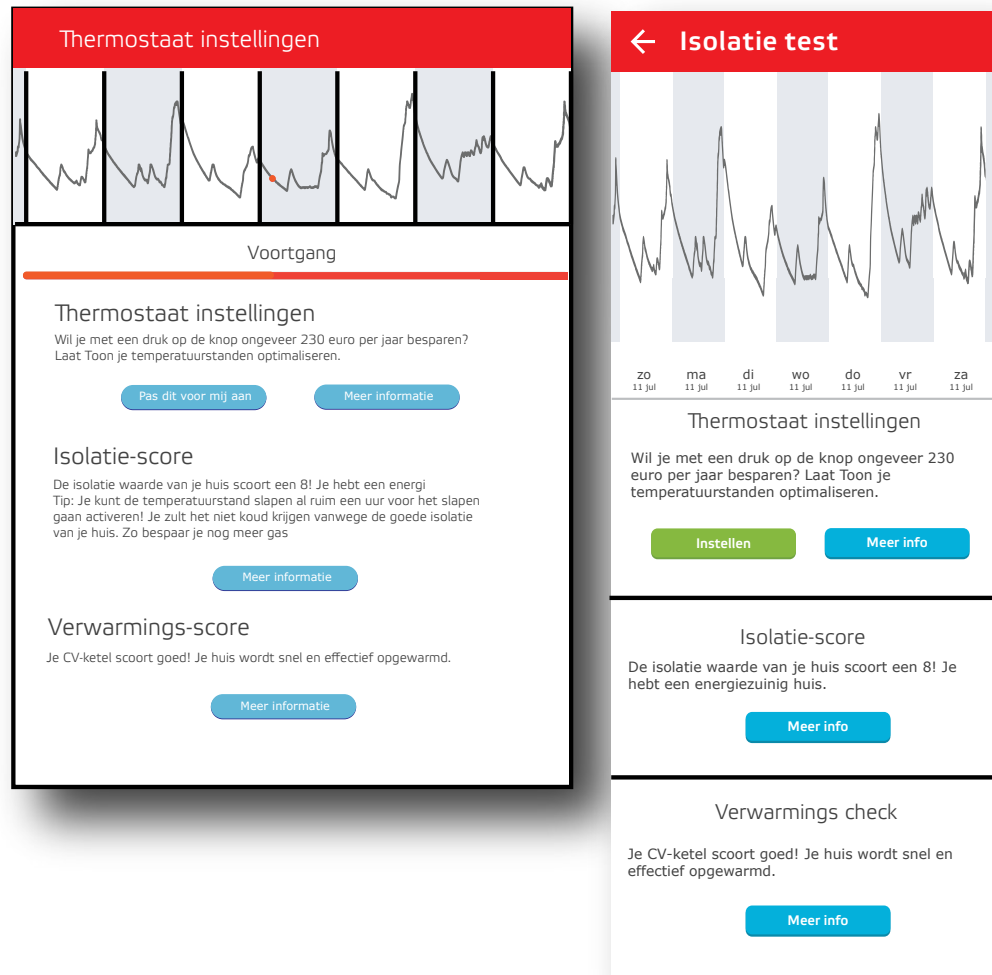 Thermostaat instellingen
Voortgang
Thermostaat instellingen
Wil je met een druk op de knop ongeveer 230 euro per jaar besparen?
Laat Toon je temperatuurstanden optimaliseren.
Pas dit voor mij aan
Meer informatie
Isolatie-score
De isolatie waarde van je huis scoort een 8! Je hebt een energi
Tip: Je kunt de temperatuurstand slapen al ruim een uur voor het slapen
gaan activeren! Je zult het niet koud krijgen vanwege de goede isolatie
van je huis. Zo bespaar je nog meer gas
Meer informatie
Verwarmings-score
Je CV-ketel scoort goed! Je huis wordt snel en effectief opgewarmd.
Meer informatie
Isolatie test
zo ma di wo do vr za
11 jul 11 jul 11 jul 11 jul 11 jul 11 jul 11 jul
Thermostaat instellingen
Wil je met een druk op de knop ongeveer 230
euro per jaar besparen? Laat Toon je
temperatuurstanden optimaliseren.
Instellen
Meer info
Isolatie-score
De isolatie waarde van je huis scoort een 8! Je
hebt een energiezuinig huis.
Meer info
Verwarmings check
Je CV-ketel scoort goed! Je huis wordt snel en
effectief opgewarmd.
Meer info